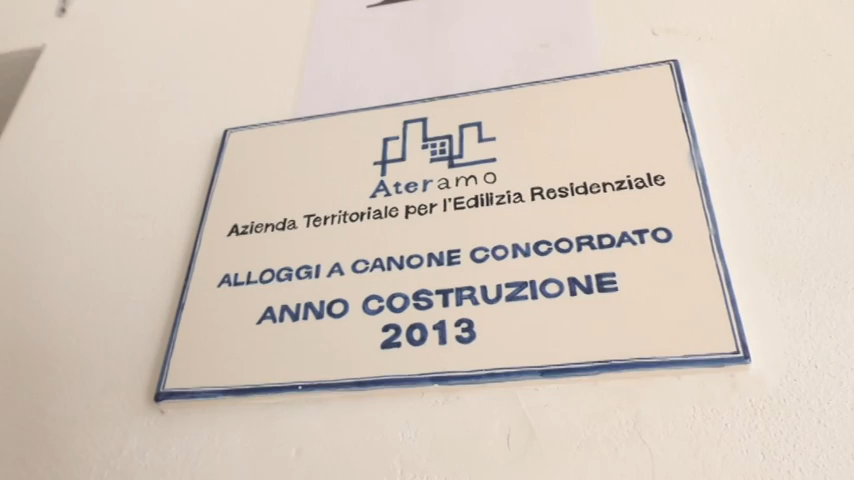 Ateramo
Azienda Territoriale per l'Edilizia Residenziale
ALLOGGI A CANONE CONCORDATO
ANNO COSTRUZIONE
2013